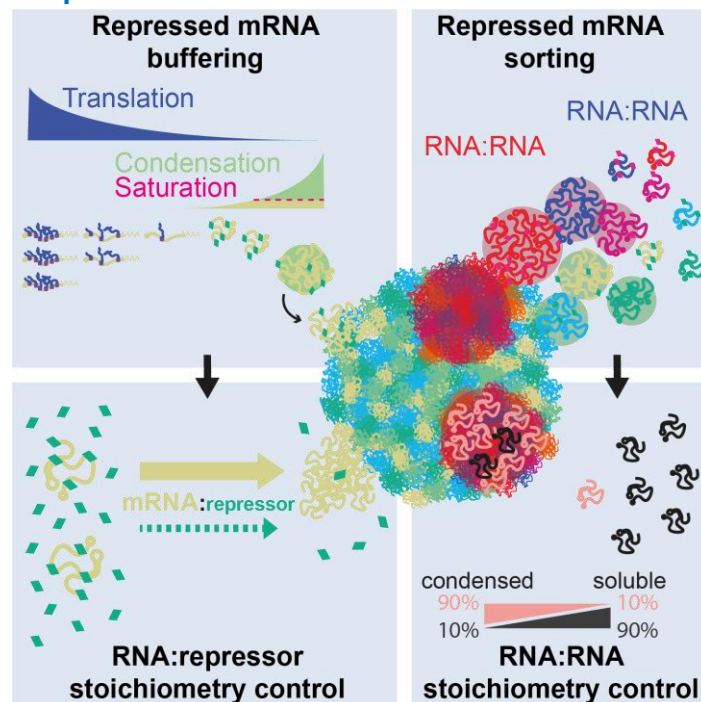 Repressed mRNA
buffering
Translation
Condensation
Saturation
Repressed mRNA
sorting
RNA:RNA
RNA:RNA
mRNA:repressor
RNA:repressor
stoichiometry control
condensed soluble
90% 10%
10% 90%
RNA:RNA
stoichiometry control